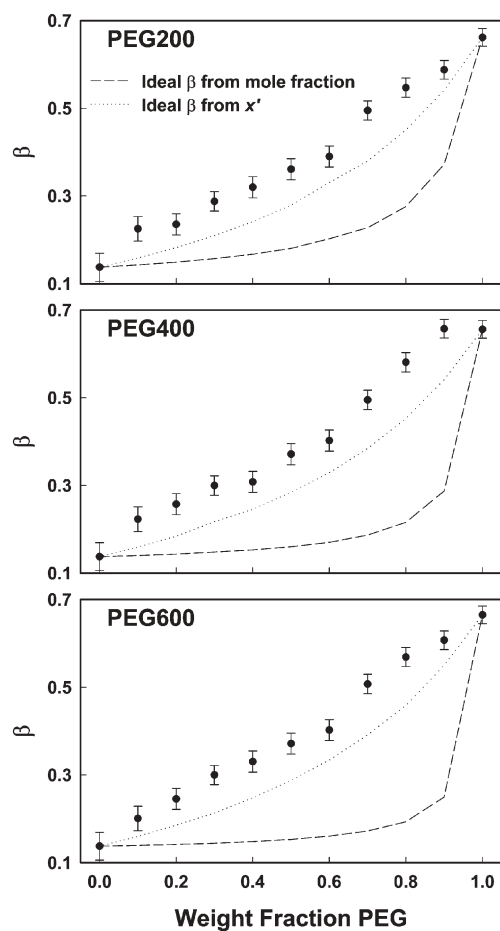 0.7
PEG200
Ideal β from mole fraction
Ideal β from x'
0.5
β
0.3
0.1
0.7
PEG400
0.5
β
0.3
0.1
0.7
PEG600
0.5
β
0.3
0.1
0.0 0.2 0.4 0.6 0.8 1.0
Weight Fraction PEG